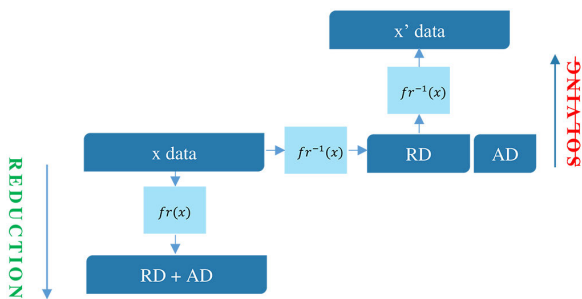 x' data
fr⁻¹(x)
SOLVING
x data
fr⁻¹(x)
RD
AD
REDUCTION
fr(x)
RD + AD